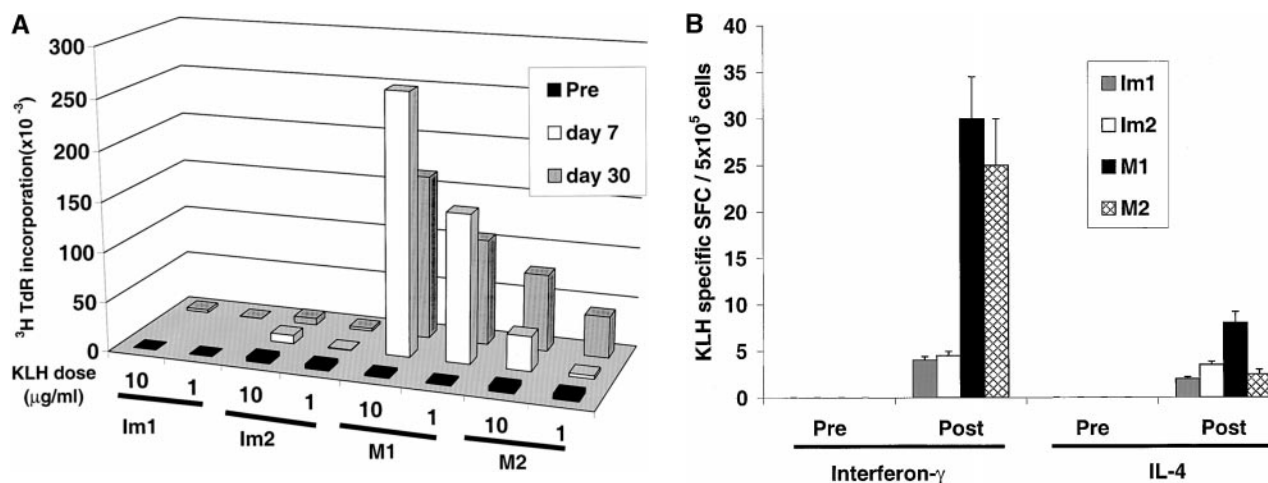 A
³H TdR incorporation(x10 ⁻³)
300
250
200
150
100
50
0
Pre
day 7
day 30
KLH dose
(μg/ml)
10 1 10 1 10 1 10 1
Im1 Im2 M1 M2
B
KLH specific SFC / 5x10⁵ cells
40
35
30
25
20
15
10
5
0
Im1
Im2
M1
M2
Pre Post Pre Post
Interferon-γ IL-4